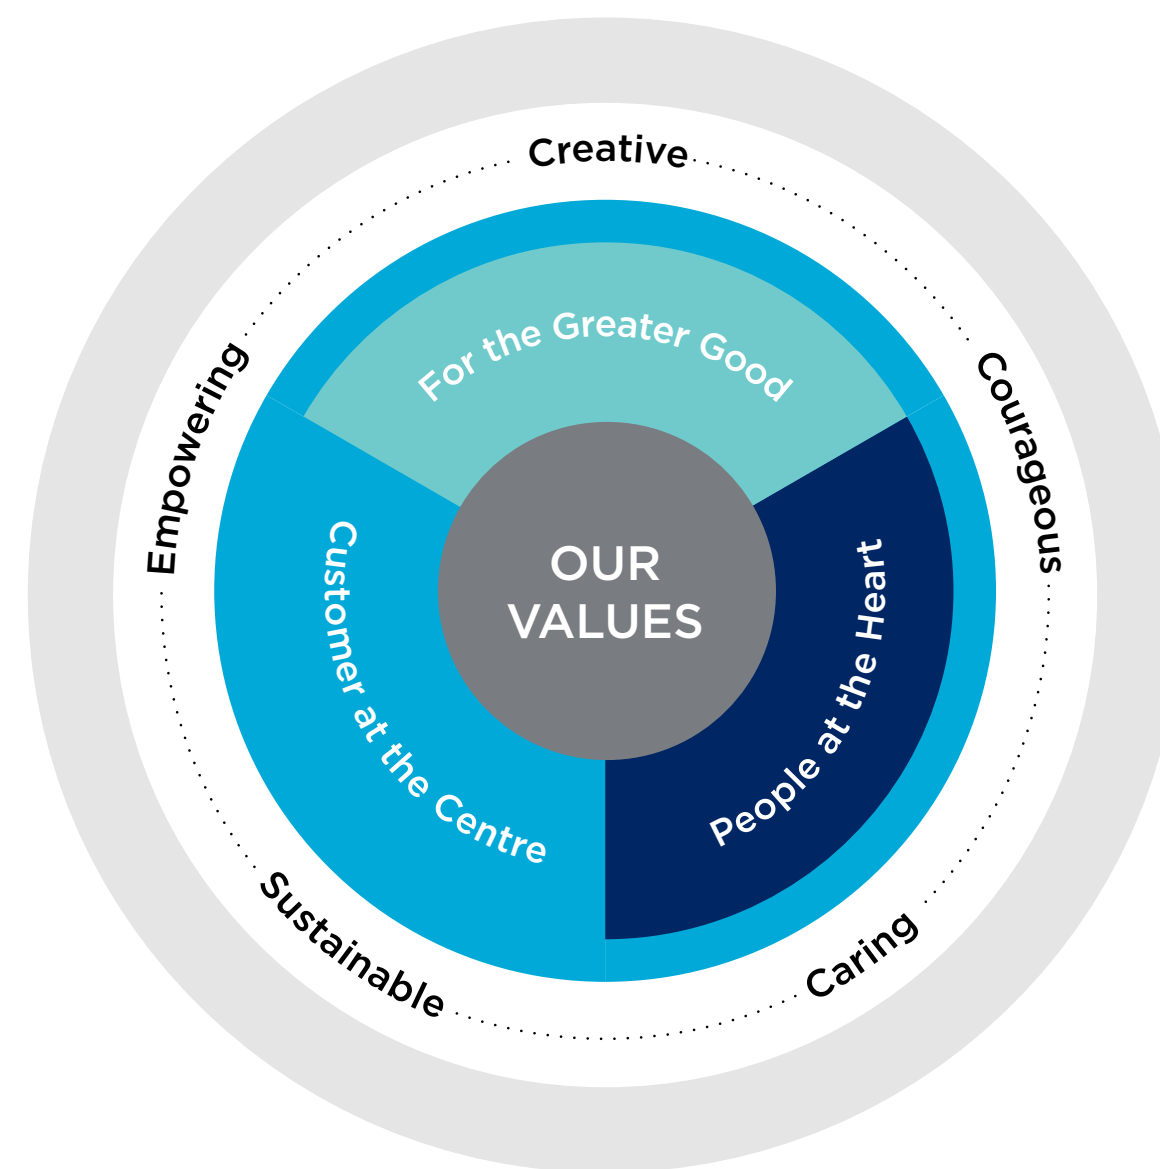 Creative
Courageous
Caring
Sustainable
Empowering
For the Greater Good
People at the Heart
Customer at the Centre
OUR
VALUES